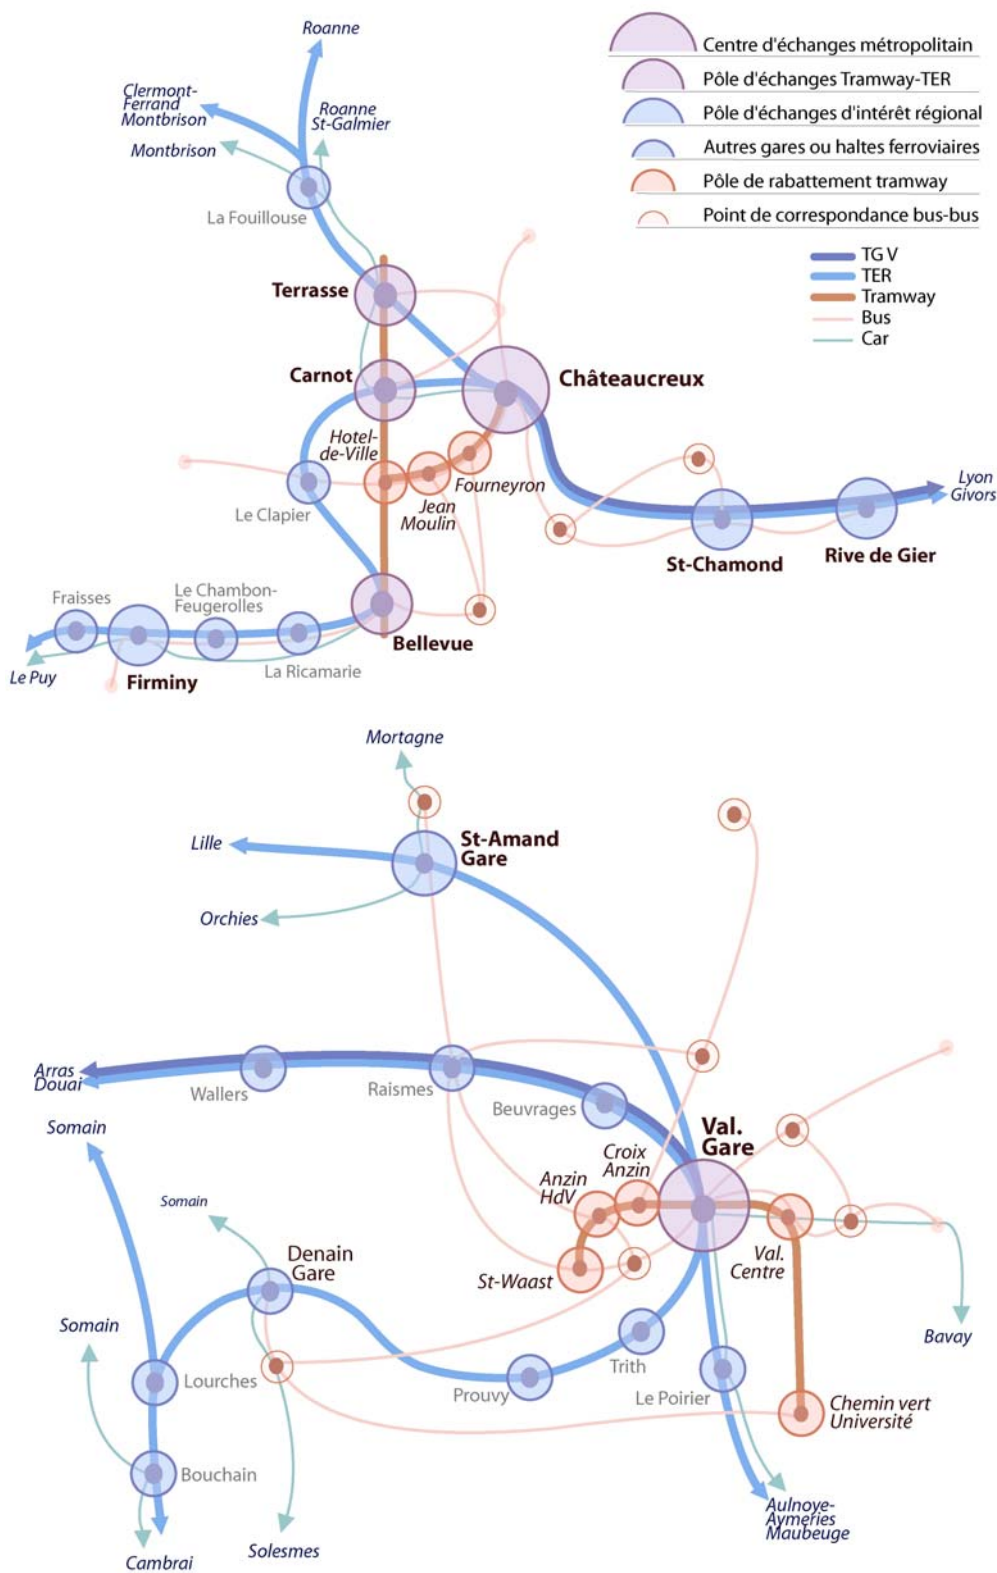 Roanne
Clermont-
Ferrand
Montbrison
Roanne
St-Galmier
Montbrison
La Fouillouse
Centre d'échanges métropolitain
Pôle d'échanges Tramway-TER
Pôle d'échanges d'intérêt régional
Autres gares ou haltes ferroviaires
Pôle de rabattement tramway
Point de correspondance bus-bus
TG V
TER
Tramway
Bus
Car
Terrasse
Carnot
Châteaucreux
Hotel-
de-Ville
Fourneyron
Jean
Moulin
Le Clapier
Lyon
Givors
St-Chamond
Rive de Gier
Fraisses
Le Chambon-
Feugerolles
Bellevue
La Ricamarie
Le Puy
Firminy
Mortagne
Lille
St-Amand
Gare
Orchies
Arras
Douai
Wallers
Raismes
Beuvrages
Somain
Val.
Gare
Croix
Anzin
Anzin
HdV
Somain
Denain
Gare
St-Waast
Val.
Centre
Somain
Bavay
Lourches
Prouvy
Trith
Le Poirier
Chemin vert
Université
Bouchain
Aulnoye-
Aymeries
Maubeuge
Cambrai
Solesmes